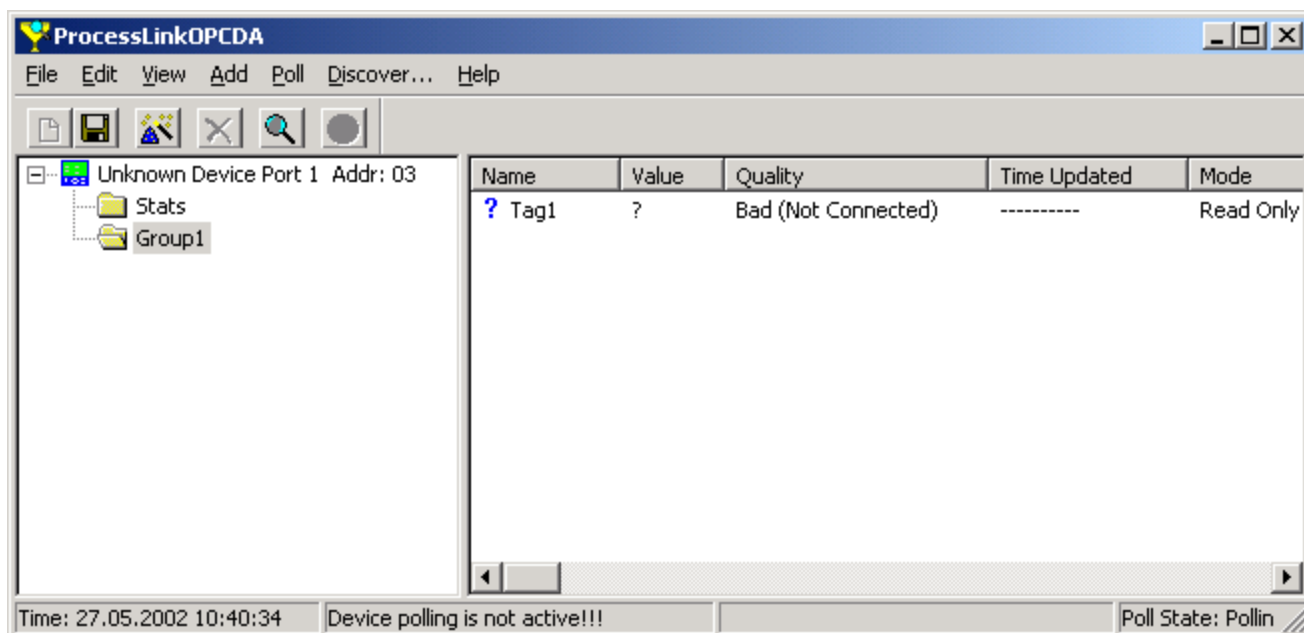 ProcessLinkOPCDA
File Edit View Add Poll Discover... Help
Unknown Device Port 1 Addr: 03
Stats
Group1
Name Value Quality Time Updated Mode
? Tag1 ? Bad (Not Connected) ---------- Read Only
Time: 27.05.2002 10:40:34 Device polling is not active!!! Poll State: Pollin